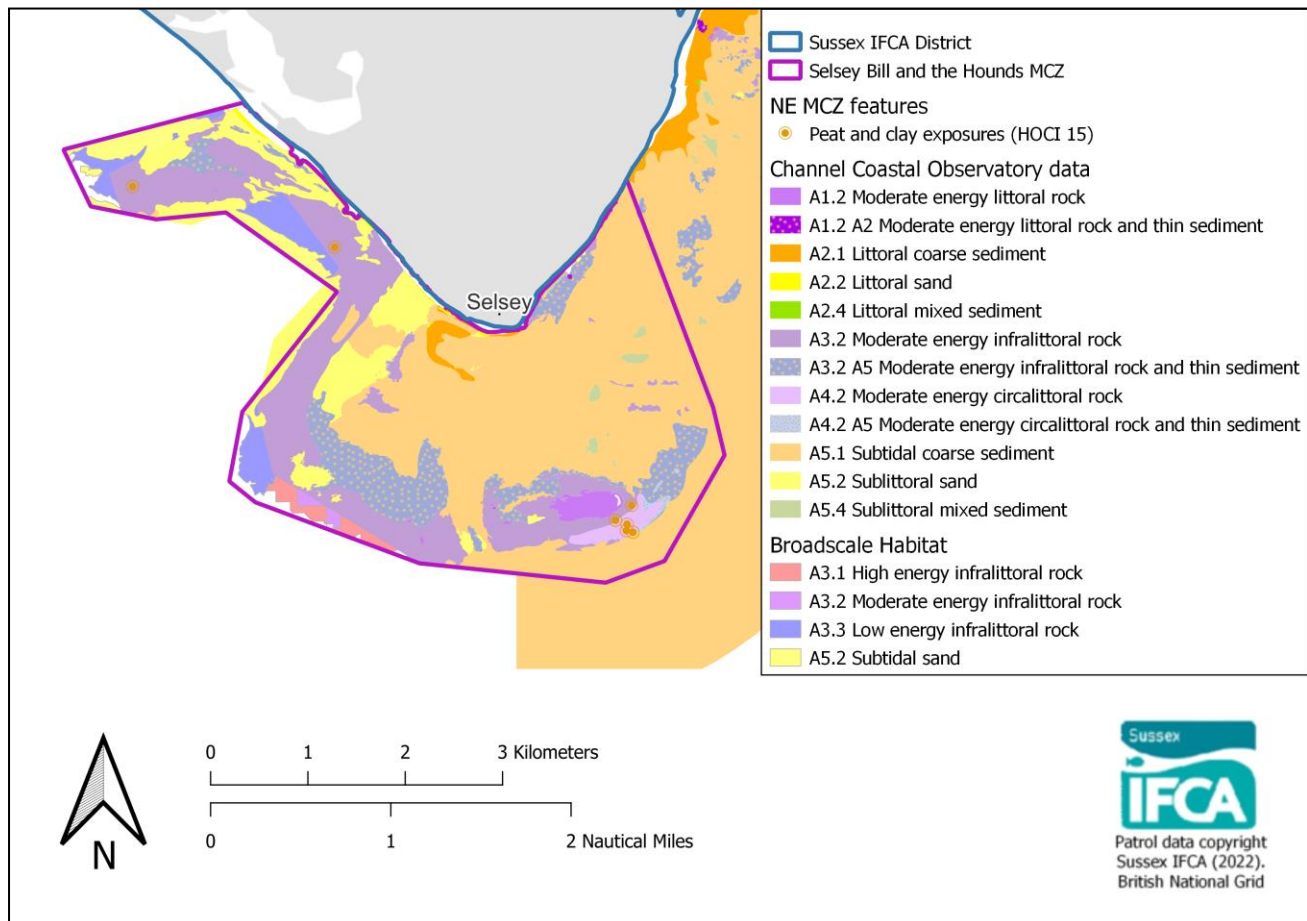 Selsey
Sussex IFCA District
Selsey Bill and the Hounds MCZ
NE MCZ features
Peat and clay exposures (HOCI 15)
Channel Coastal Observatory data
A1.2 Moderate energy littoral rock
A1.2 A2 Moderate energy littoral rock and thin sediment
A2.1 Littoral coarse sediment
A2.2 Littoral sand
A2.4 Littoral mixed sediment
A3.2 Moderate energy infralittoral rock
A3.2 A5 Moderate energy infralittoral rock and thin sediment
A4.2 Moderate energy circalittoral rock
A4.2 A5 Moderate energy circalittoral rock and thin sediment
A5.1 Subtidal coarse sediment
A5.2 Sublittoral sand
A5.4 Sublittoral mixed sediment
Broadscale Habitat
A3.1 High energy infralittoral rock
A3.2 Moderate energy infralittoral rock
A3.3 Low energy infralittoral rock
A5.2 Subtidal sand
N
0 1 2 3 Kilometers
0 1 2 Nautical Miles
Sussex
IFCA
Patrol data copyright
Sussex IFCA (2022).
British National Grid